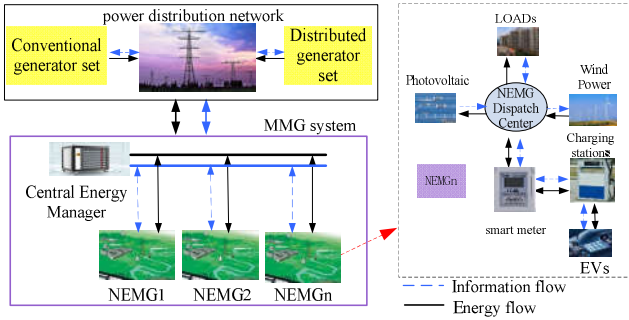 power distribution network
Conventional
generator set
Distributed
generator
set
MMG system
Central Energy
Manager
NEMG1
NEMG2
NEMGn
LOADs
Photovoltaic
NEMG
Dispatch
Center
Wind
Power
Charging
stations
NEMGn
smart meter
EVs
Information flow
Energy flow